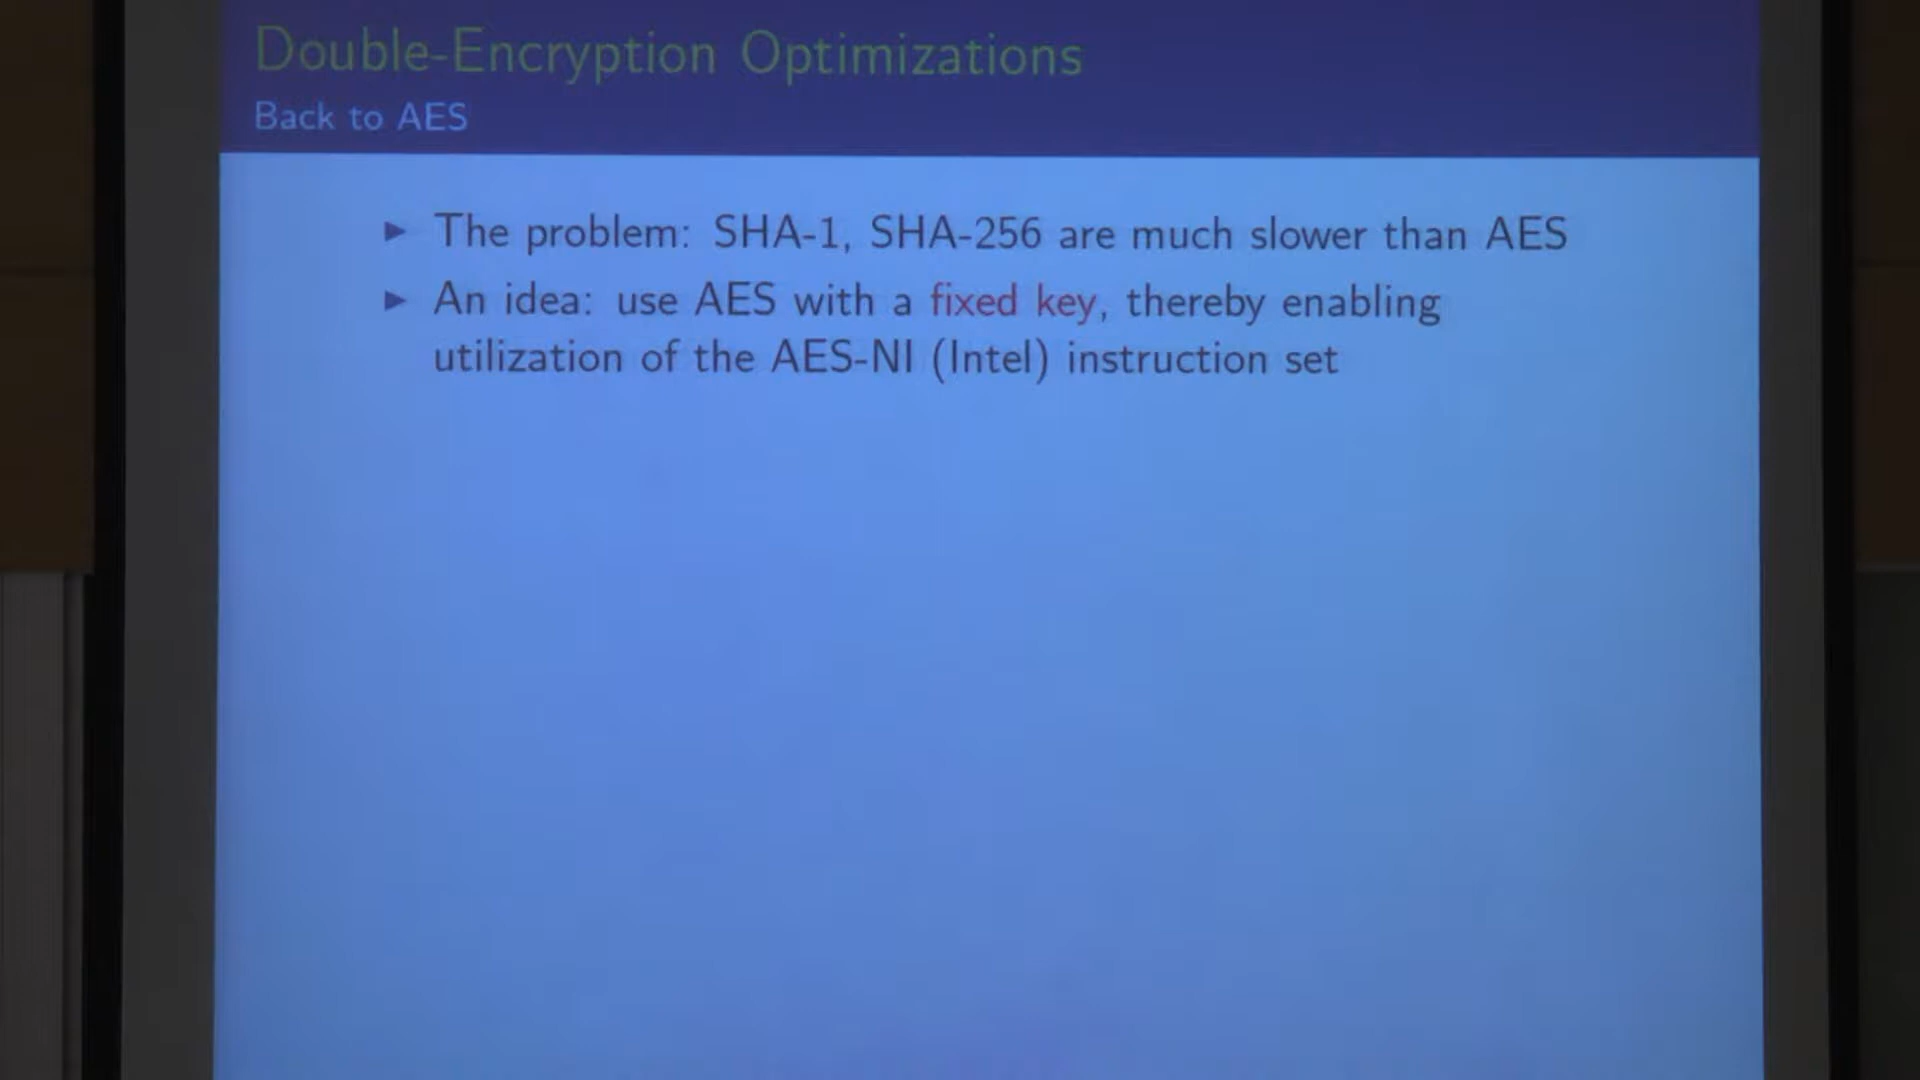 Double-Encryption Optimizations
Back to AES
► The problem: SHA-1, SHA-256 are much slower than AES
► An idea: use AES with a fixed key, thereby enabling
utilization of the AES-NI (Intel) instruction set